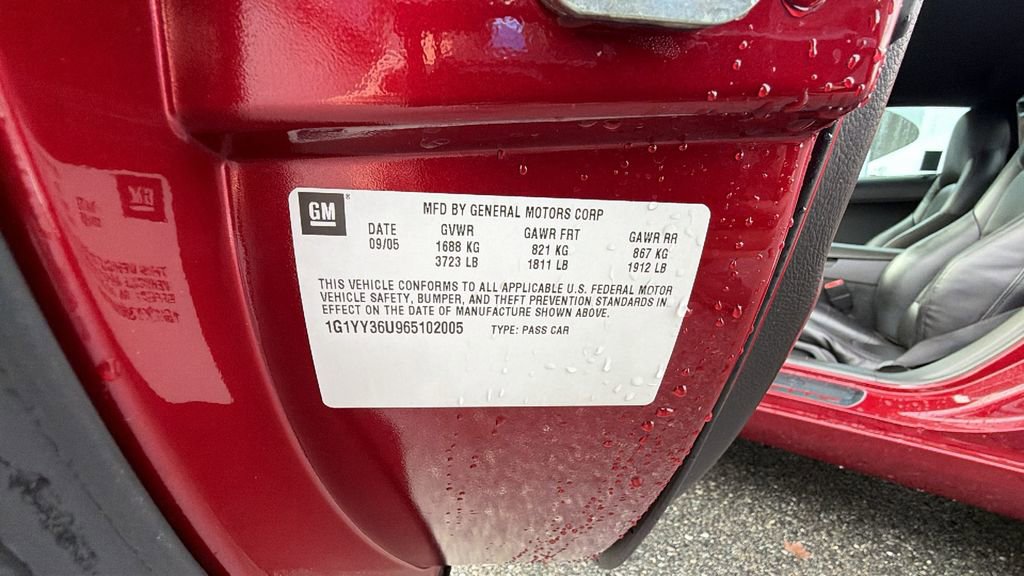 GM
MFD BY GENERAL MOTORS CORP
DATE GVWR GAWR FRT GAWR RR
09/05 1688 KG 821 KG 867 KG
3723 LB 1811 LB 1912 LB
THIS VEHICLE CONFORMS TO ALL APPLICABLE U.S. FEDERAL MOTOR
VEHICLE SAFETY, BUMPER, AND THEFT PREVENTION STANDARDS IN
EFFECT ON THE DATE OF MANUFACTURE SHOWN ABOVE.
1G1YY36U965102005 TYPE: PASS CAR